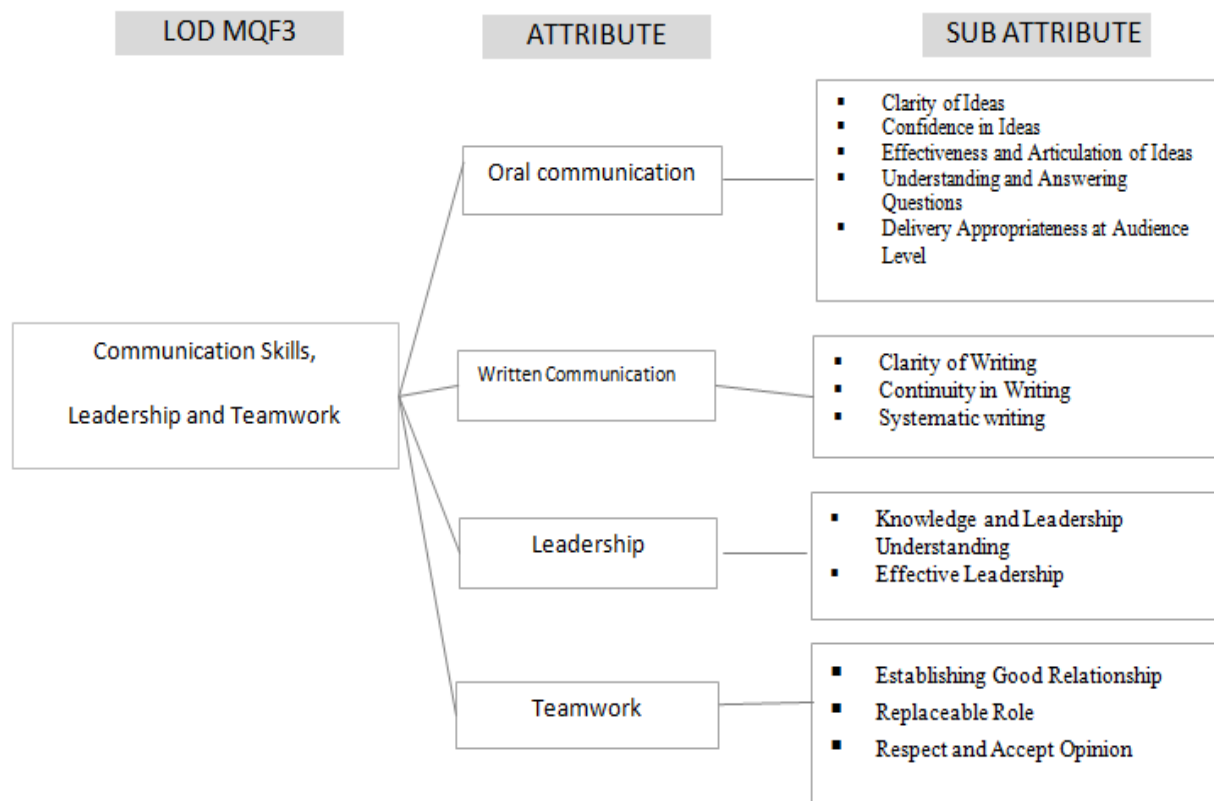 LOD MQF3
ATTRIBUTE
SUB ATTRIBUTE
Communication Skills,
Leadership and Teamwork
Oral communication
▪ Clarity of Ideas
▪ Confidence in Ideas
▪ Effectiveness and Articulation of Ideas
▪ Understanding and Answering
Questions
▪ Delivery Appropriateness at Audience
Level
Written Communication
▪ Clarity of Writing
▪ Continuity in Writing
▪ Systematic writing
Leadership
▪ Knowledge and Leadership
Understanding
▪ Effective Leadership
Teamwork
▪ Establishing Good Relationship
▪ Replaceable Role
▪ Respect and Accept Opinion